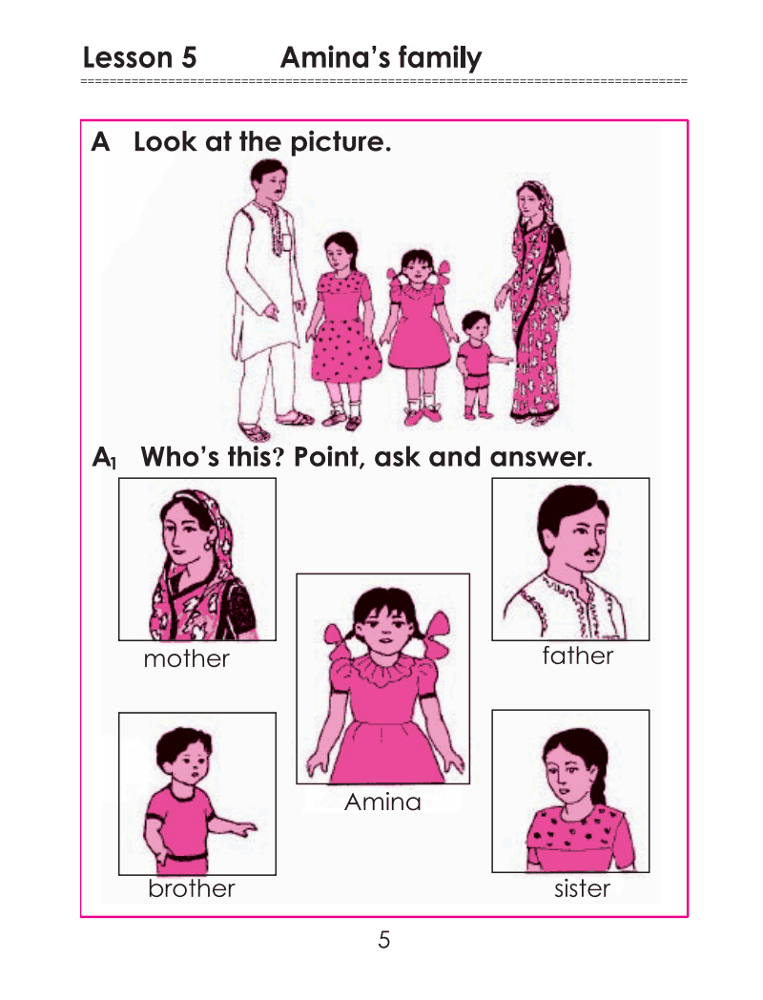 Lesson 5 Amina's family
A Look at the picture.
A1 Who's this? Point, ask and answer.
mother
father
Amina
brother
sister
5